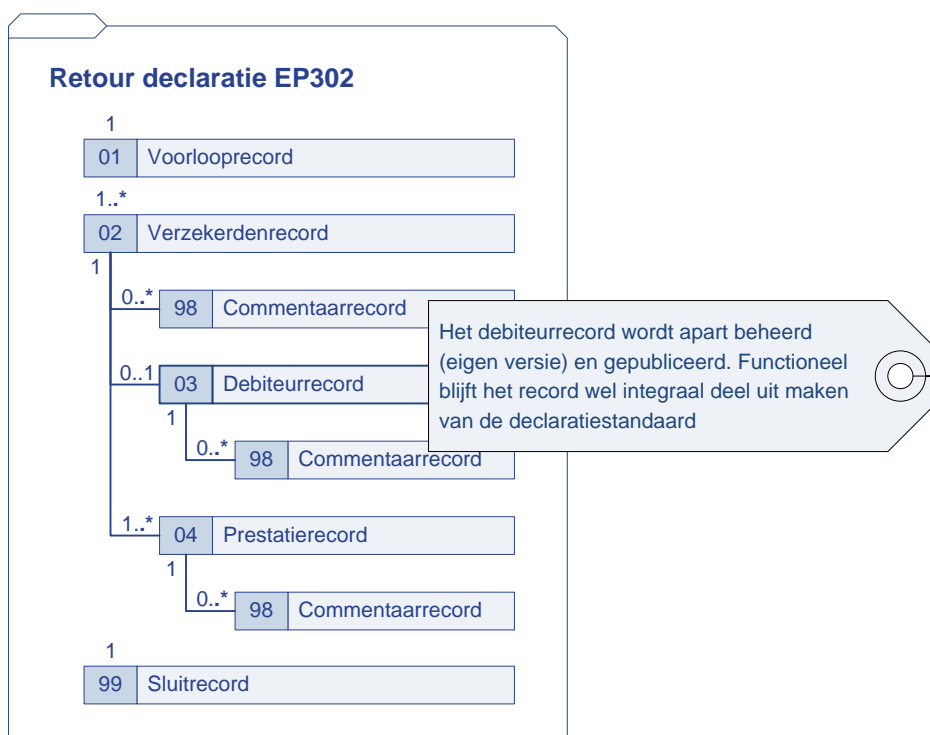 Retour declaratie EP302
1
01 Voorlooprecord
1..*
02 Verzekerdenrecord
1
0..*
98 Commentaarrecord
Het debiteurrecord wordt apart beheerd
(eigen versie) en gepubliceerd. Functioneel
blijft het record wel integraal deel uit maken
van de declaratiestandaard
0..1
03 Debiteurrecord
1
0..*
98 Commentaarrecord
1..*
04 Prestatierecord
1
0..*
98 Commentaarrecord
1
99 Sluitrecord